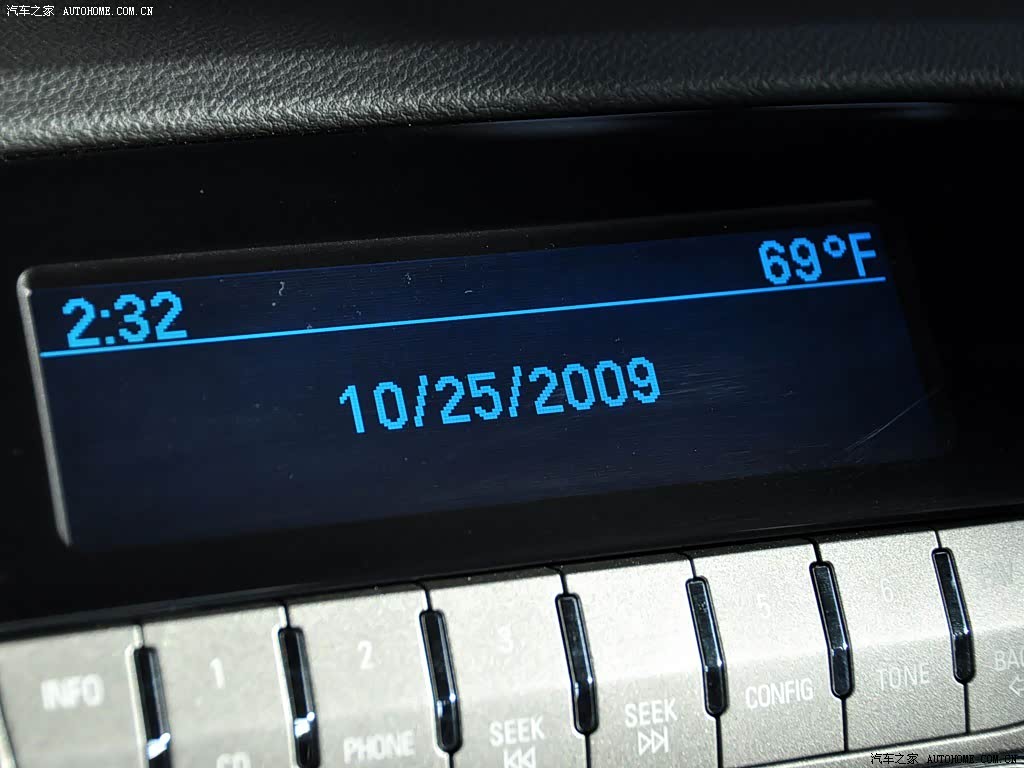 汽车之家 AUTOHOME.COM.CN
2:32 69°F
10/25/2009
1 2 3 5 6
INFO CD PHONE SEEK SEEK CONFIG TONE
汽车之家 AUTOHOME.COM.CN